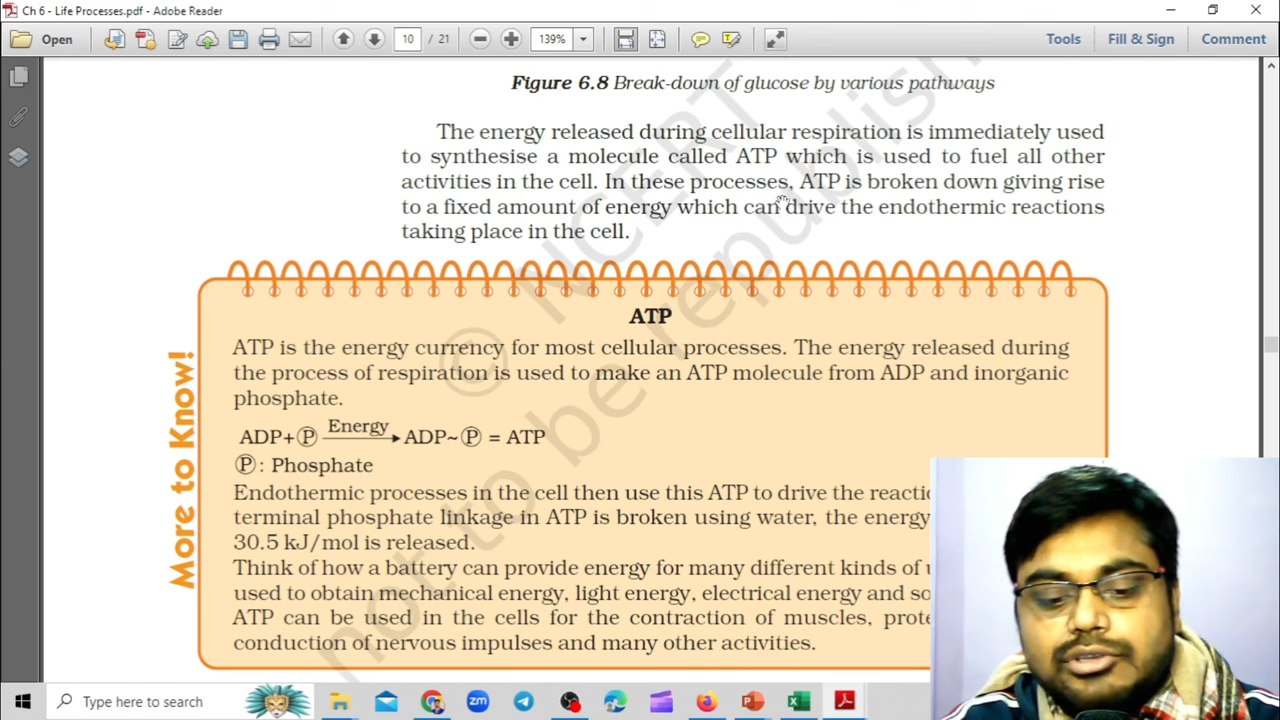 Ch 6 - Life Processes.pdf - Adobe Reader
Open
10 / 21
139%
Tools
Fill & Sign
Comment
Figure 6.8 Break-down of glucose by various pathways
The energy released during cellular respiration is immediately used
to synthesise a molecule called ATP which is used to fuel all other
activities in the cell. In these processes, ATP is broken down giving rise
to a fixed amount of energy which can drive the endothermic reactions
taking place in the cell.
ATP
ATP is the energy currency for most cellular processes. The energy released during
the process of respiration is used to make an ATP molecule from ADP and inorganic
phosphate.
Energy
ADP+Ⓟ → ADP~Ⓟ = ATP
Ⓟ: Phosphate
Endothermic processes in the cell then use this ATP to drive the
terminal phosphate linkage in ATP is broken using water, the energy
30.5 kJ/mol is released.
Think of how a battery can provide energy for many different kinds of
used to obtain mechanical energy, light energy, electrical energy and
ATP can be used in the cells for the contraction of muscles,
conduction of nervous impulses and many other activities.
More to Know!
© NCERT
not to be republish
Type here to search